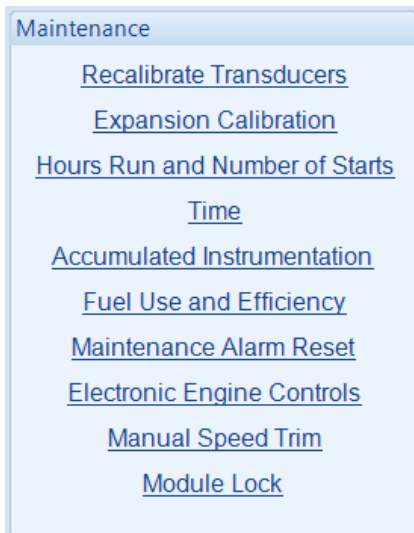 Maintenance
Recalibrate Transducers
Expansion Calibration
Hours Run and Number of Starts
Time
Accumulated Instrumentation
Fuel Use and Efficiency
Maintenance Alarm Reset
Electronic Engine Controls
Manual Speed Trim
Module Lock